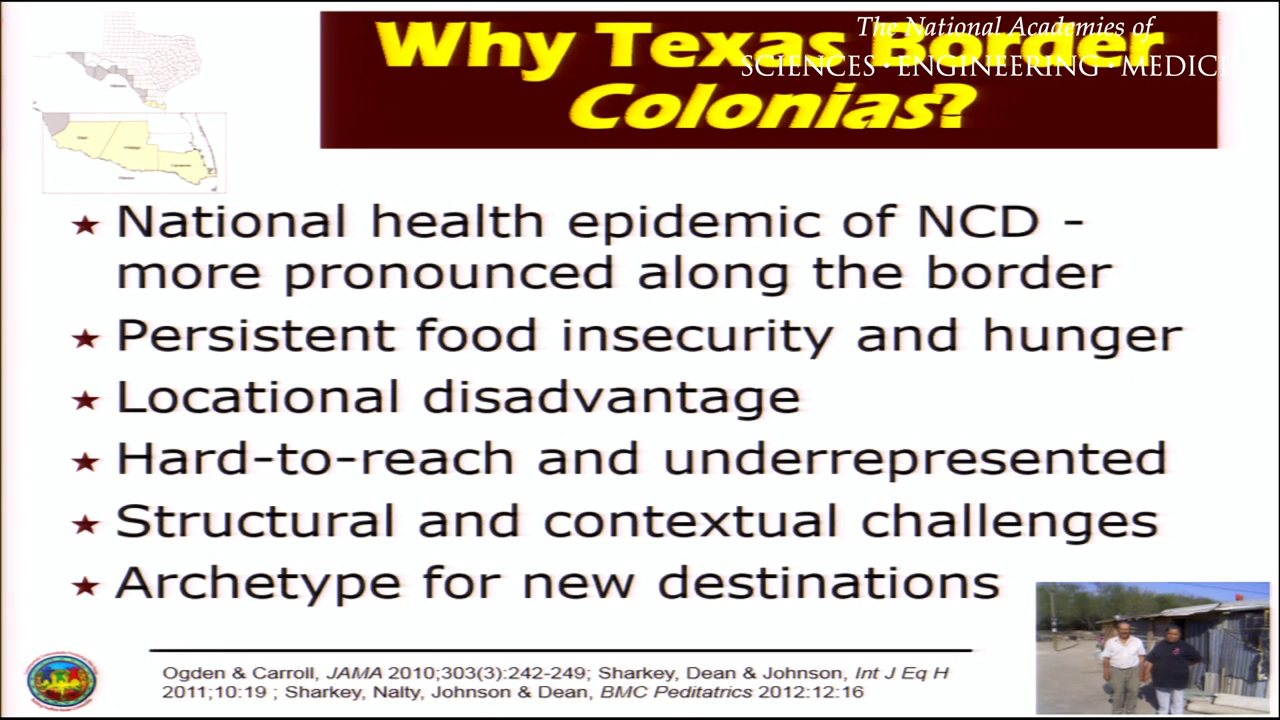 The National Academies of
SCIENCES · ENGINEERING · MEDICI
Why Texas Border
Colonias?
★ National health epidemic of NCD -
more pronounced along the border
★ Persistent food insecurity and hunger
★ Locational disadvantage
★ Hard-to-reach and underrepresented
★ Structural and contextual challenges
★ Archetype for new destinations
Ogden & Carroll, JAMA 2010;303(3):242-249; Sharkey, Dean & Johnson, Int J Eq H
2011;10:19 ; Sharkey, Nalty, Johnson & Dean, BMC Peditatrics 2012:12:16